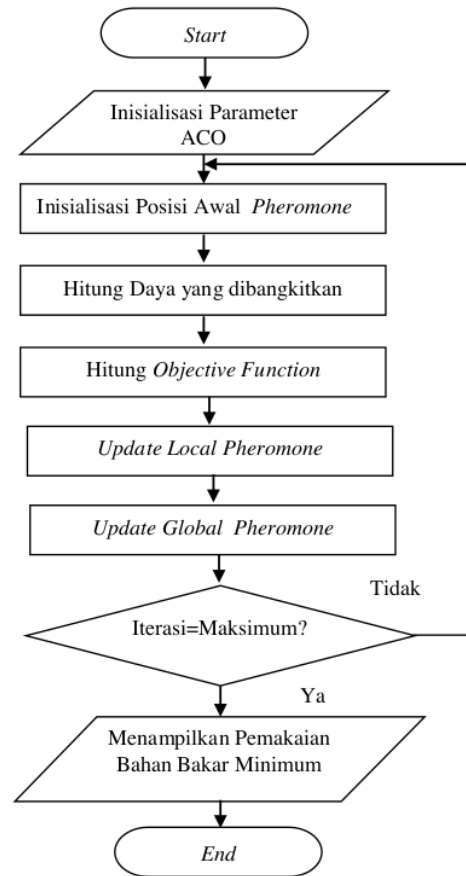 Start
Inisialisasi Parameter
ACO
Inisialisasi Posisi Awal Pheromone
Hitung Daya yang dibangkitkan
Hitung Objective Function
Update Local Pheromone
Update Global Pheromone
Tidak
Iterasi=Maksimum?
Ya
Menampilkan Pemakaian
Bahan Bakar Minimum
End